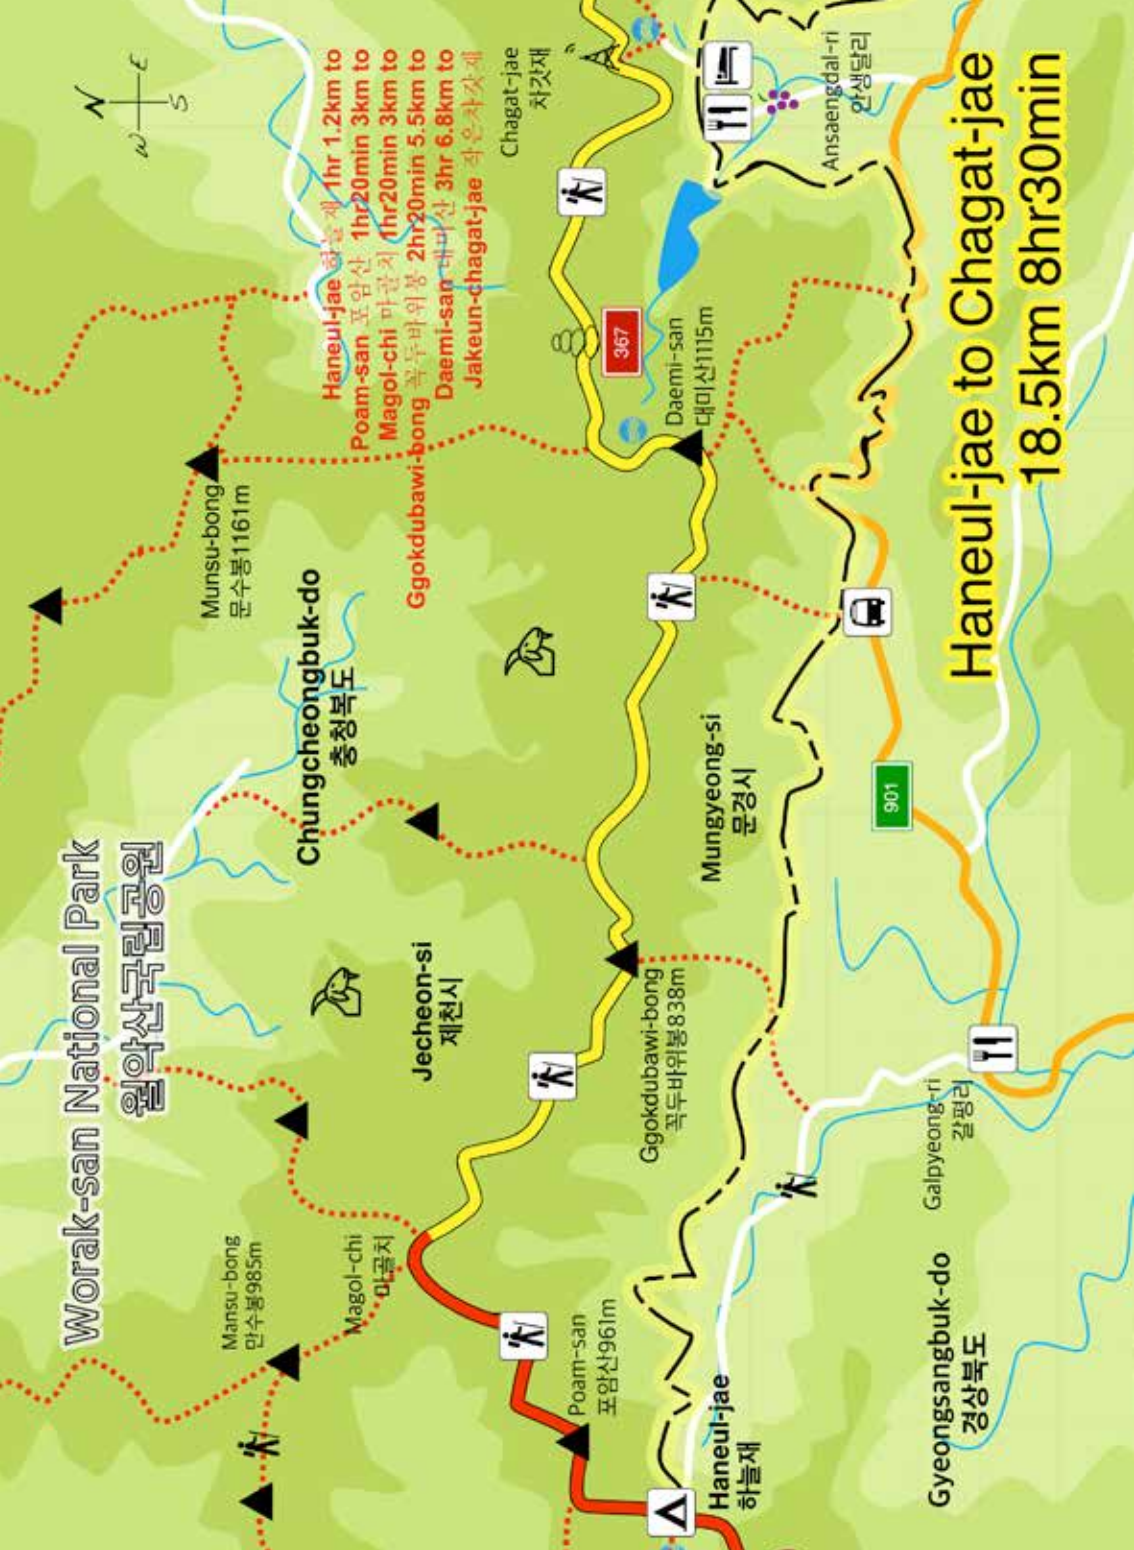 Worak-san National Park
월악산국립공원
N
W
E
S
Haneul-jae 하늘재 1hr 1.2km to
Poam-san 포암산 1hr20min 3km to
Magol-chi 마골치 1hr20min 3km to
Ggokdubawi-bong 꼭두바위봉 2hr20min 5.5km to
Daemi-san 대미산 3hr 6.8km to
Jakeun-chagat-jae 작은차갓재
Mansu-bong
만수봉985m
Munsu-bong
문수봉1161m
Chungcheongbuk-do
충청북도
Magol-chi
마골치
Jecheon-si
제천시
Chagat-jae
차갓재
Poam-san
포암산961m
Ggokdubawi-bong
꼭두바위봉838m
367
Daemi-san
대미산1115m
Mungyeong-si
문경시
Haneul-jae
하늘재
Ansaengdal-ri
안생달리
901
Galpyeong-ri
갈평리
Gyeongsangbuk-do
경상북도
Haneul-jae to Chagat-jae
18.5km 8hr30min